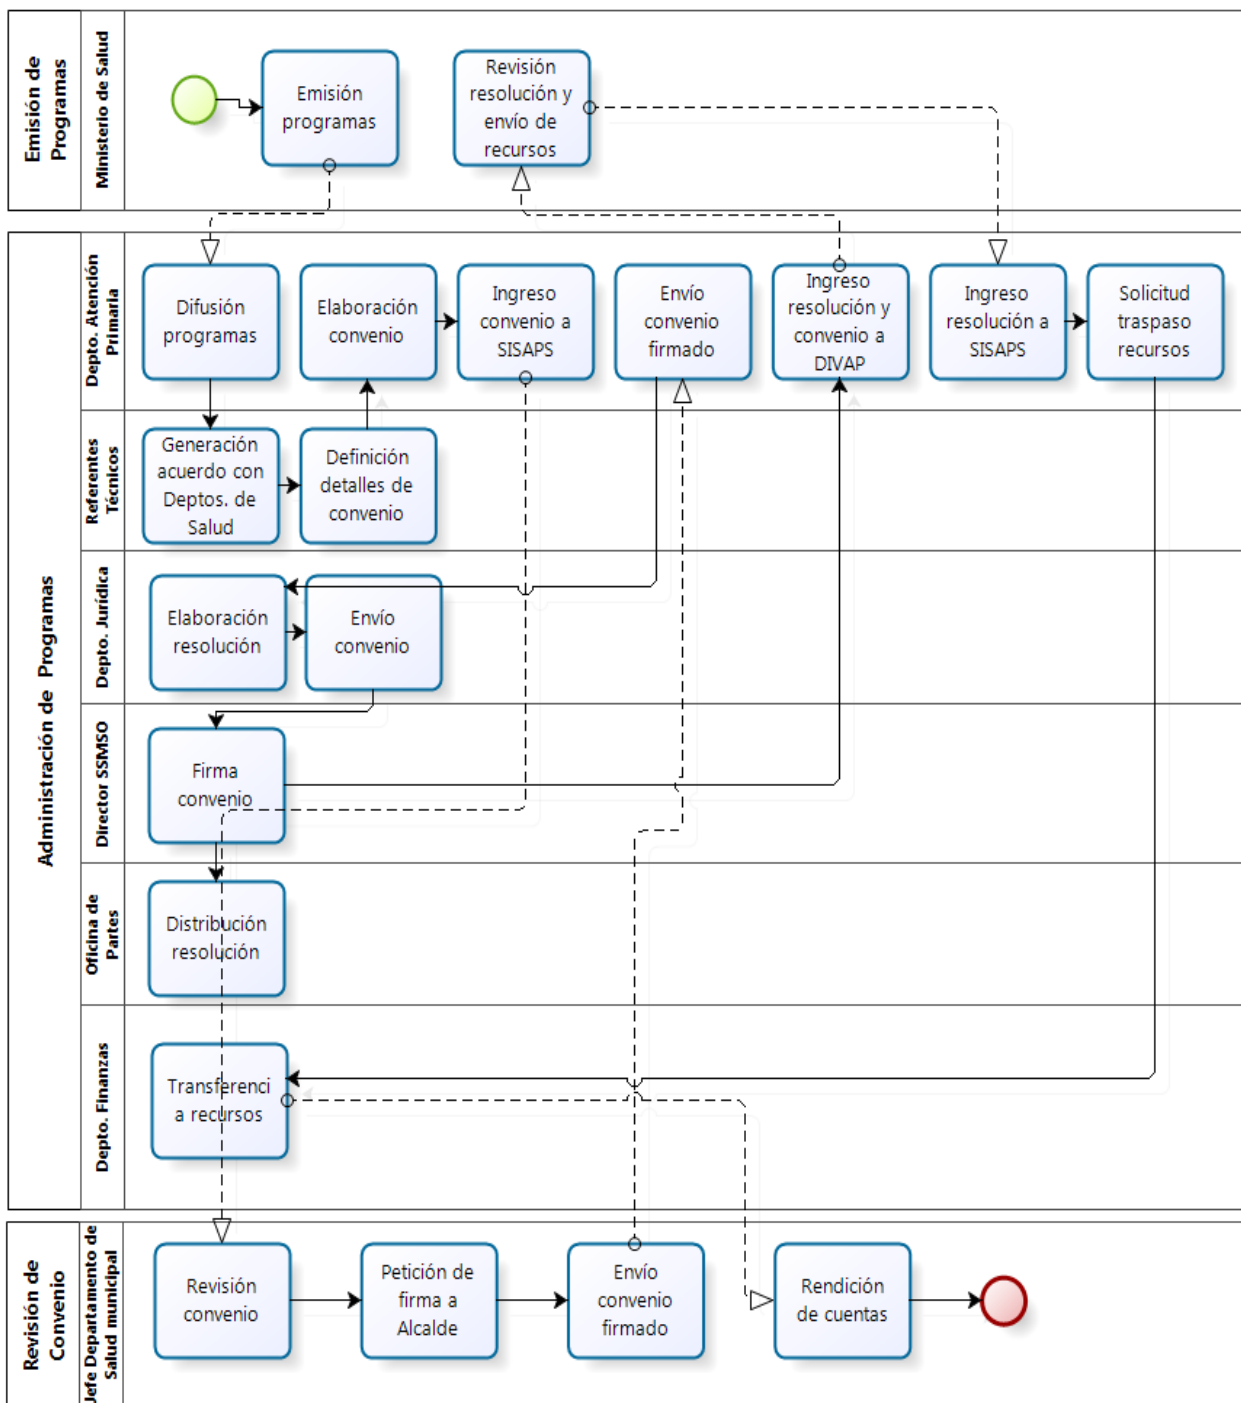 Emisión de
Programas
Ministerio de Salud
Emisión
programas
Revisión
resolución y
envío de
recursos
Administración de Programas
Depto. Atención
Primaria
Difusión
programas
Elaboración
convenio
Ingreso
convenio a
SISAPS
Envío
convenio
firmado
Ingreso
resolución y
convenio a
DIVAP
Ingreso
resolución a
SISAPS
Solicitud
traspaso
recursos
Referentes
Técnicos
Generación
acuerdo con
Deptos. de
Salud
Definición
detalles de
convenio
Depto. Jurídica
Elaboración
resolución
Envío
convenio
Director SSMSO
Firma
convenio
Oficina de
Partes
Distribución
resolución
Depto. Finanzas
Transferenci
a recursos
Revisión de
Convenio
Jefe Departamento de
Salud municipal
Revisión
convenio
Petición de
firma a
Alcalde
Envío
convenio
firmado
Rendición
de cuentas